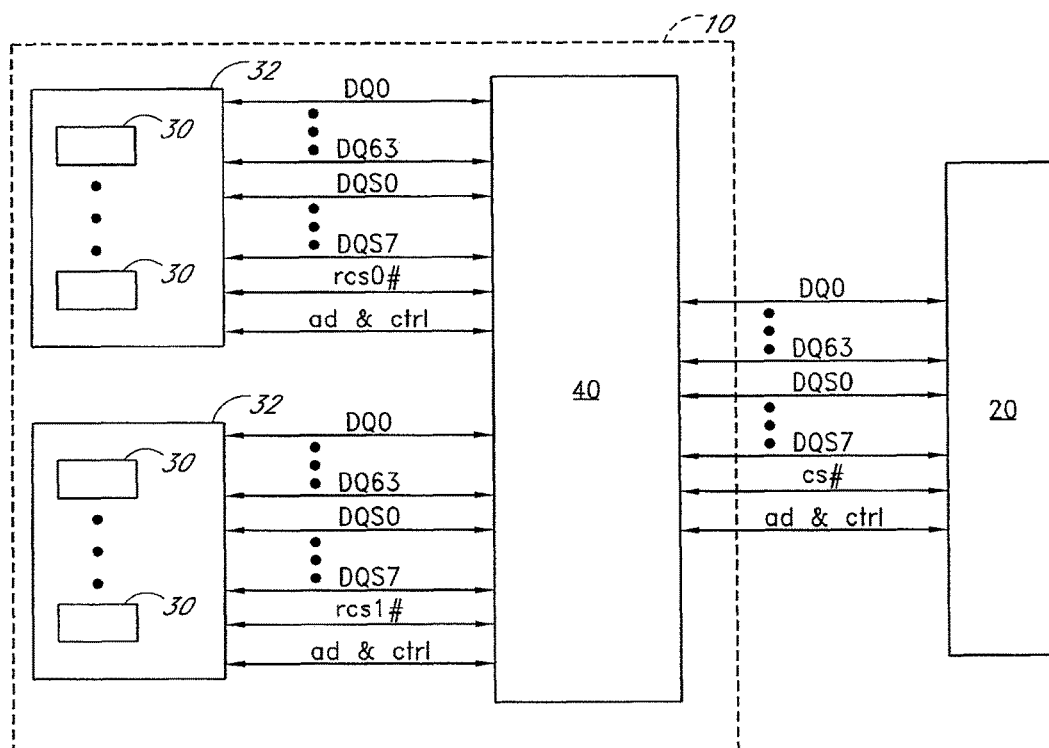 10
32
30
30
DQ0
DQ63
DQS0
DQS7
rcs0#
ad & ctrl
32
30
30
DQ0
DQ63
DQS0
DQS7
rcs1#
ad & ctrl
40
DQ0
DQ63
DQS0
DQS7
cs#
ad & ctrl
20